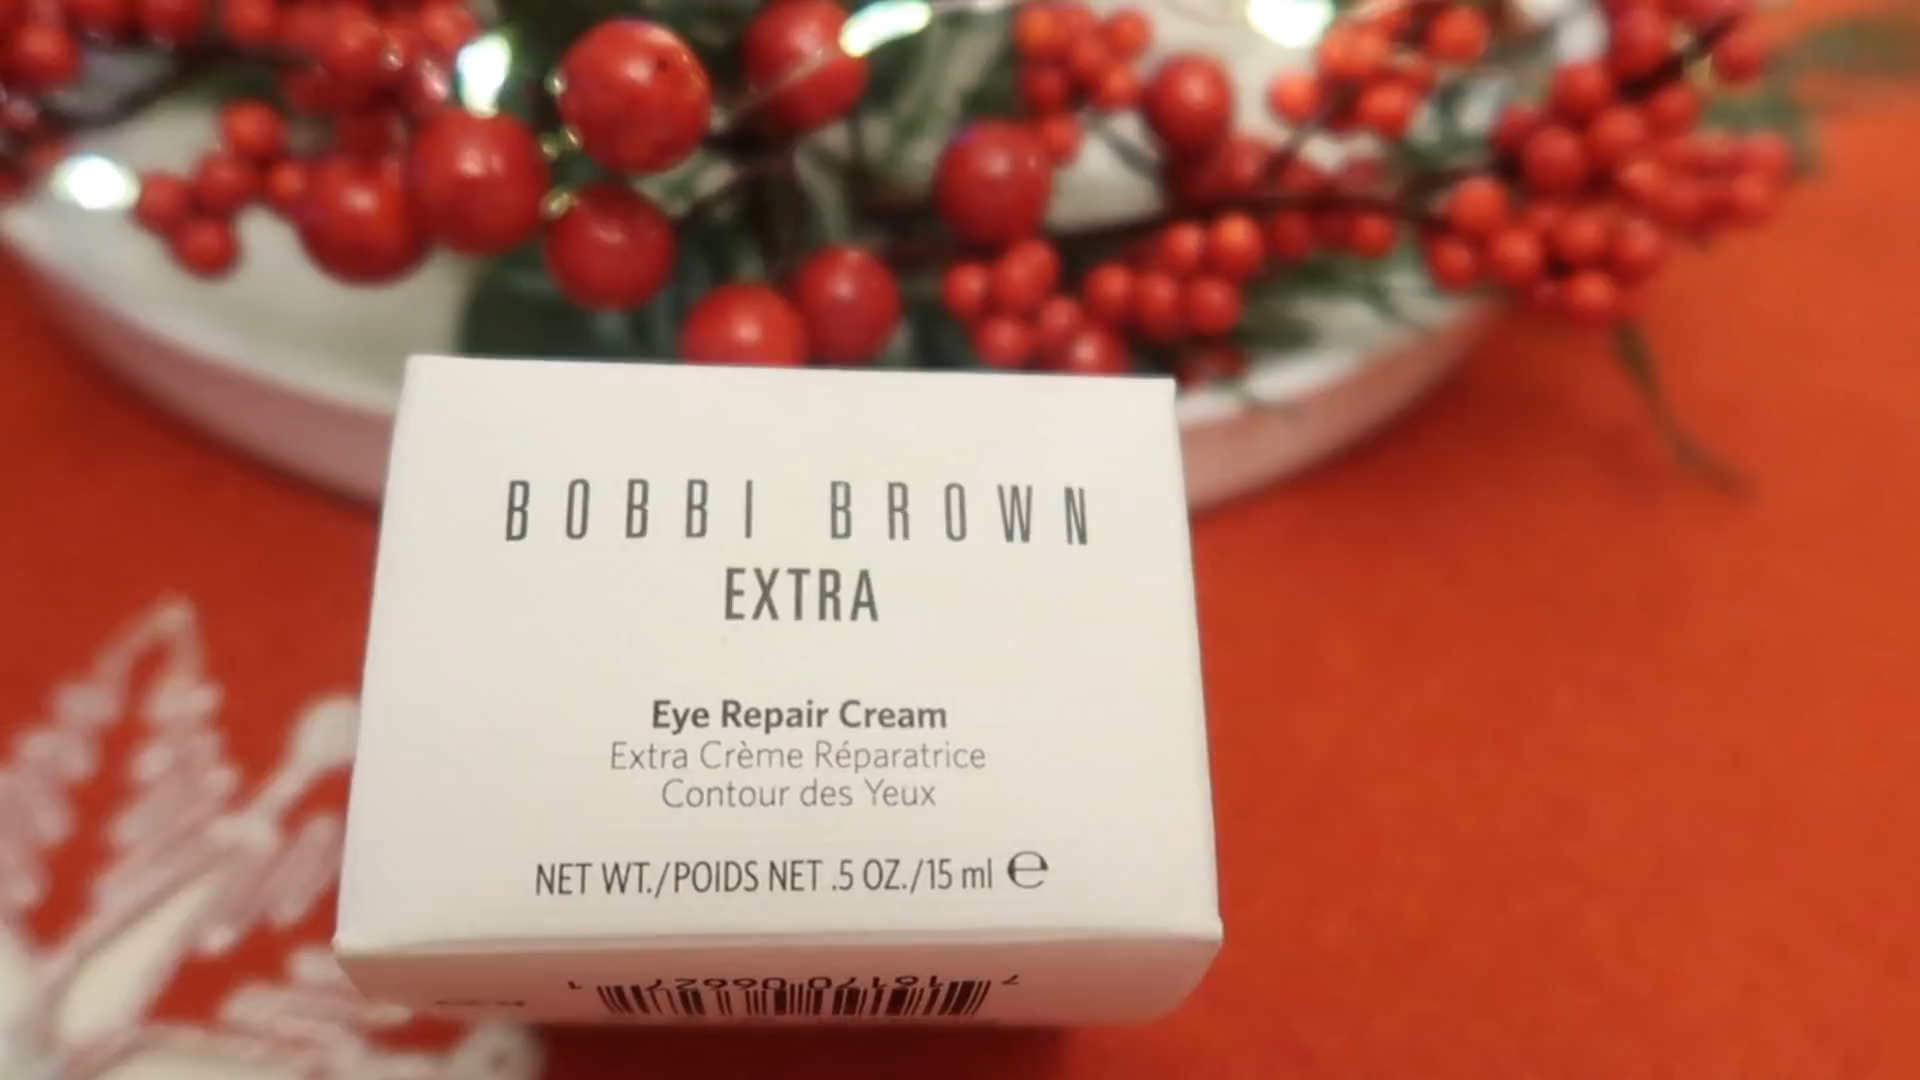 BOBBI BROWN
EXTRA
Eye Repair Cream
Extra Crème Réparatrice
Contour des Yeux
NET WT./POIDS NET .5 OZ./15 ml e